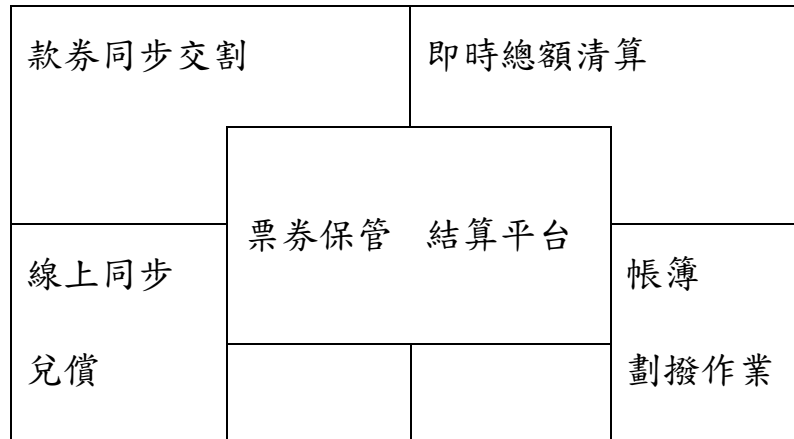 款券同步交割
即時總額清算
票券保管 結算平台
線上同步
兌償
帳簿
劃撥作業